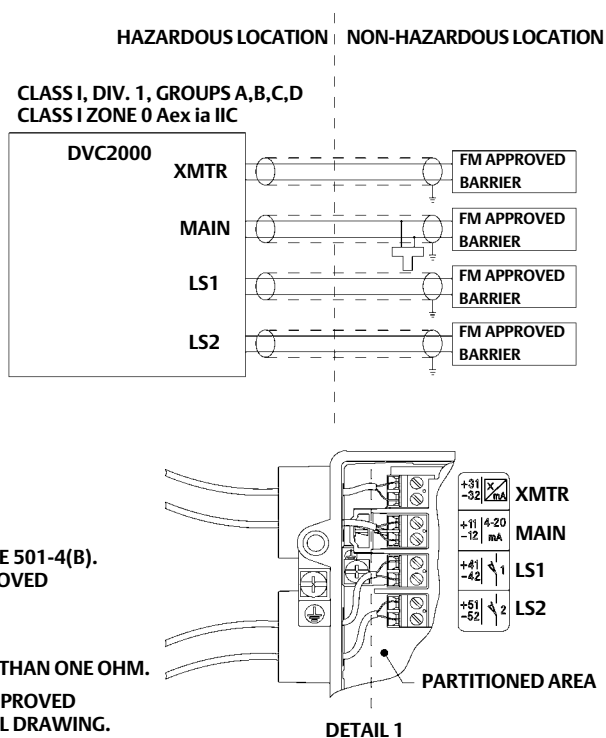 HAZARDOUS LOCATION NON-HAZARDOUS LOCATION
CLASS I, DIV. 1, GROUPS A,B,C,D
CLASS I ZONE 0 Aex ia IIC
DVC2000
XMTR
FM APPROVED
BARRIER
MAIN
FM APPROVED
BARRIER
LS1
FM APPROVED
BARRIER
LS2
FM APPROVED
BARRIER
+31
-32
X
mA
XMTR
+11
-12
4-20
mA
MAIN
+41
-42
1
LS1
+51
-52
2
LS2
E 501-4(B).
OVED
THAN ONE OHM.
PPROVED
L DRAWING.
PARTITIONED AREA
DETAIL 1